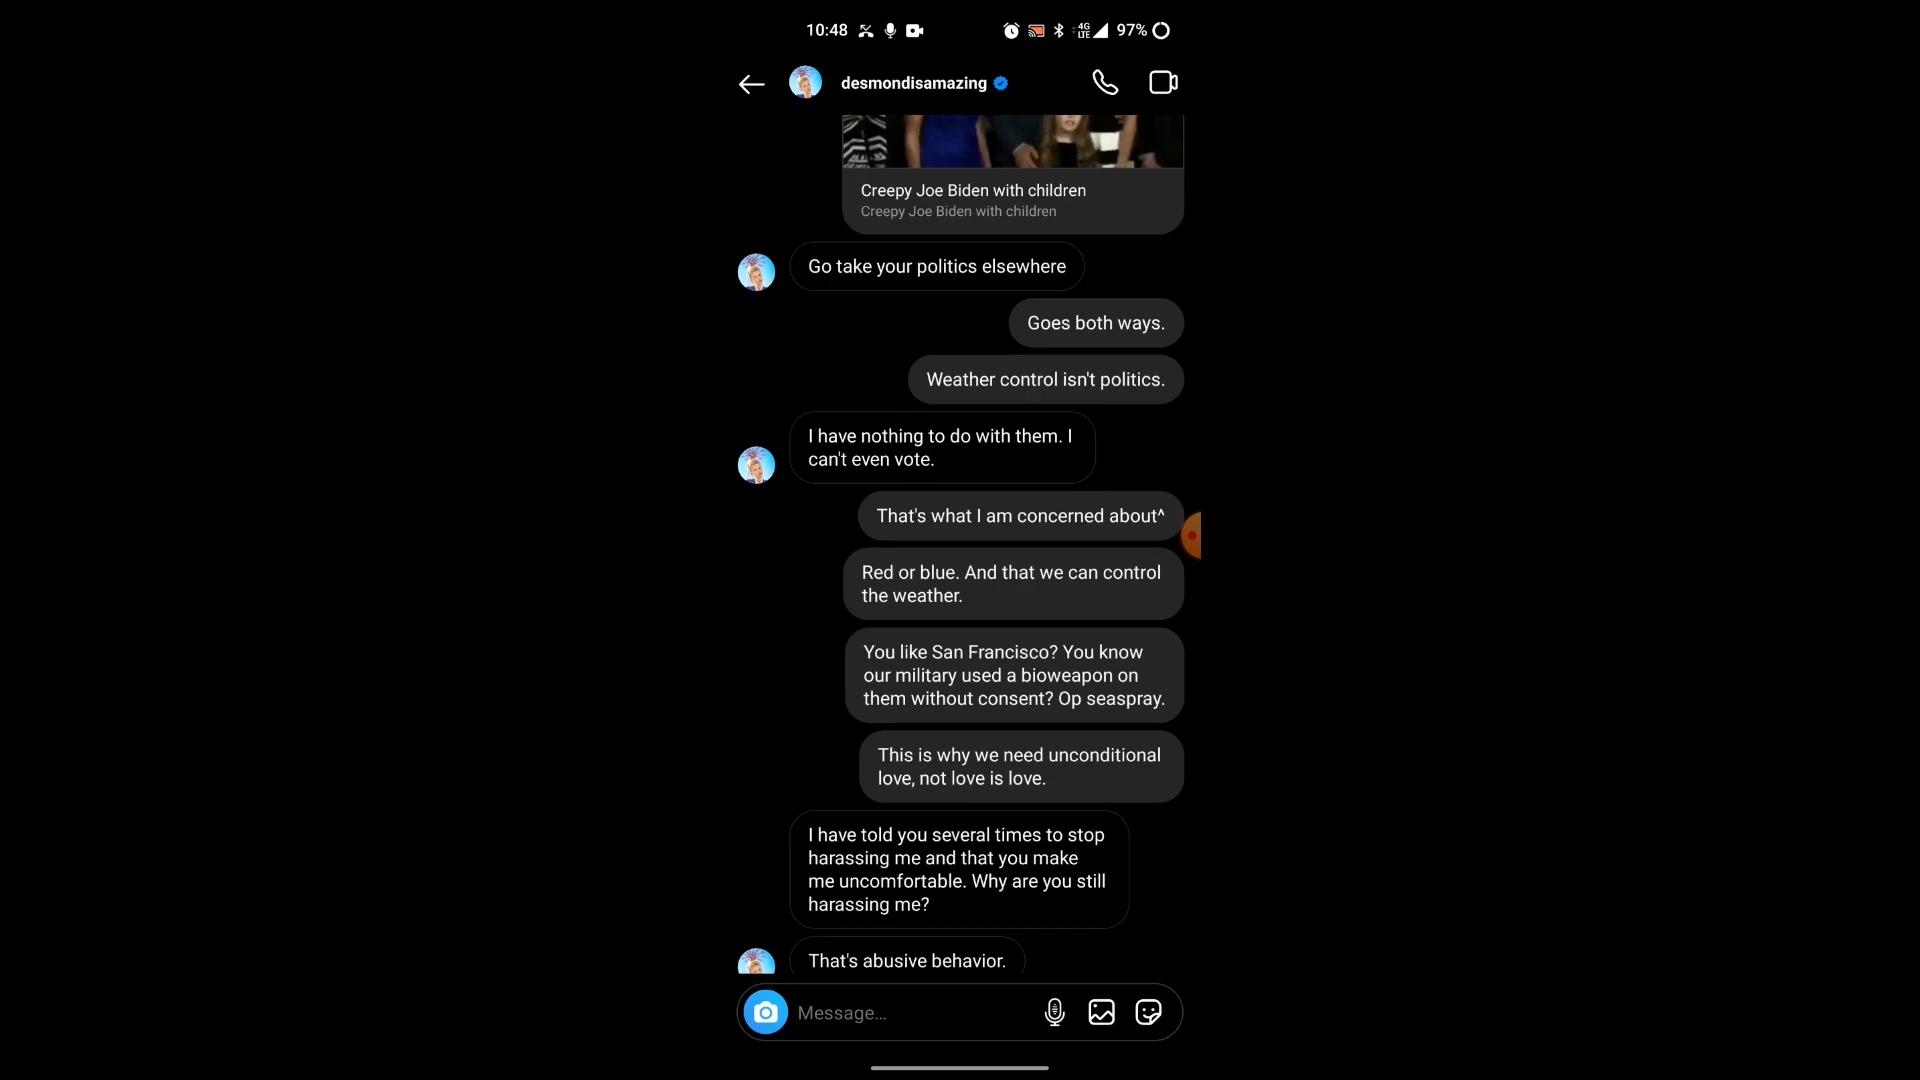 10:48 4G LTE 97%
desmondisamazing
Creepy Joe Biden with children
Creepy Joe Biden with children
Go take your politics elsewhere
Goes both ways.
Weather control isn't politics.
I have nothing to do with them. I
can't even vote.
That's what I am concerned about^
Red or blue. And that we can control
the weather.
You like San Francisco? You know
our military used a bioweapon on
them without consent? Op seaspray.
This is why we need unconditional
love, not love is love.
I have told you several times to stop
harassing me and that you make
me uncomfortable. Why are you still
harassing me?
That's abusive behavior.
Message...